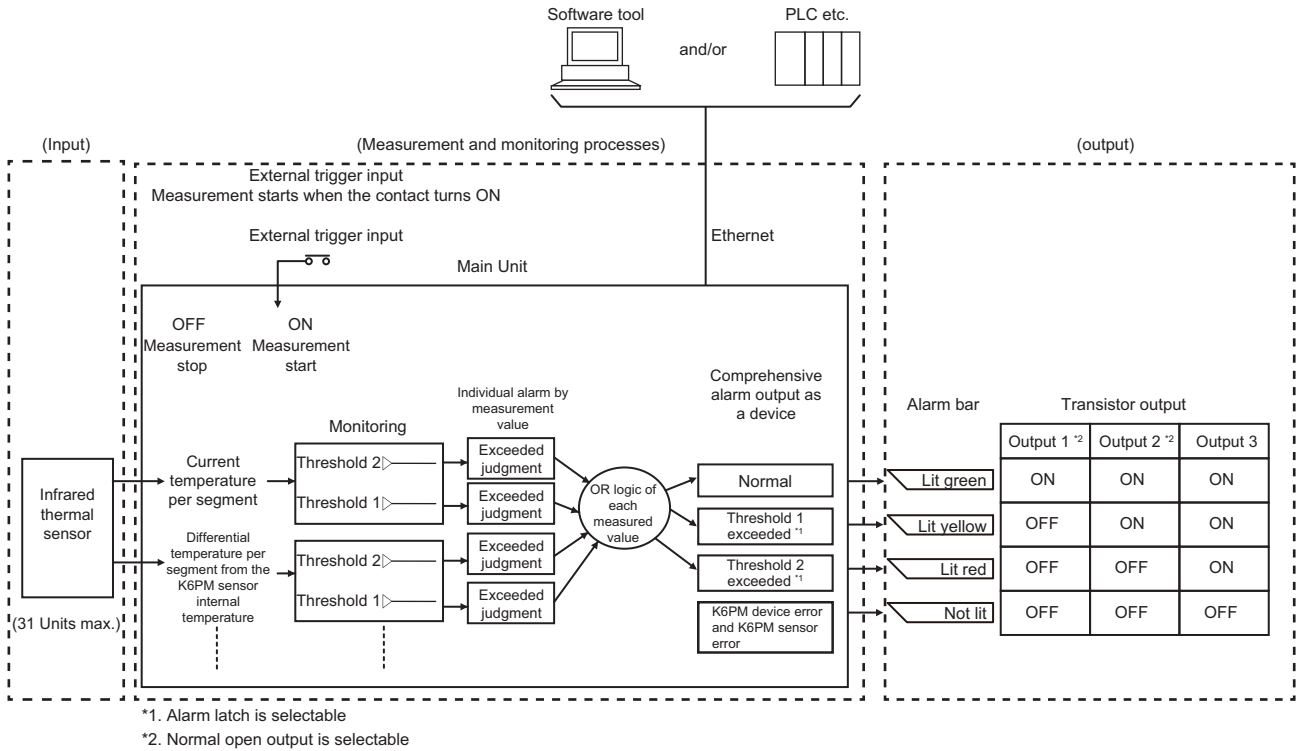 Software tool
and/or
PLC etc.
(Input)
(Measurement and monitoring processes)
(output)
External trigger input
Measurement starts when the contact turns ON
External trigger input
Ethernet
Main Unit
OFF
Measurement
stop
ON
Measurement
start
Infrared
thermal
sensor
(31 Units max.)
Current
temperature
per segment
Differential
temperature per
segment from the
K6PM sensor
internal
temperature
Monitoring
Threshold 2
Threshold 1
Threshold 2
Threshold 1
Individual alarm by
measurement
value
Exceeded
judgment
Exceeded
judgment
Exceeded
judgment
Exceeded
judgment
OR logic of
each
measured
value
Comprehensive
alarm output as
a device
Normal
Threshold 1
exceeded *1
Threshold 2
exceeded *1
K6PM device error
and K6PM sensor
error
Alarm bar
Lit green
Lit yellow
Lit red
Not lit
Transistor output
Output 1 *2 Output 2 *2 Output 3
ON ON ON
OFF ON ON
OFF OFF ON
OFF OFF OFF
*1. Alarm latch is selectable
*2. Normal open output is selectable